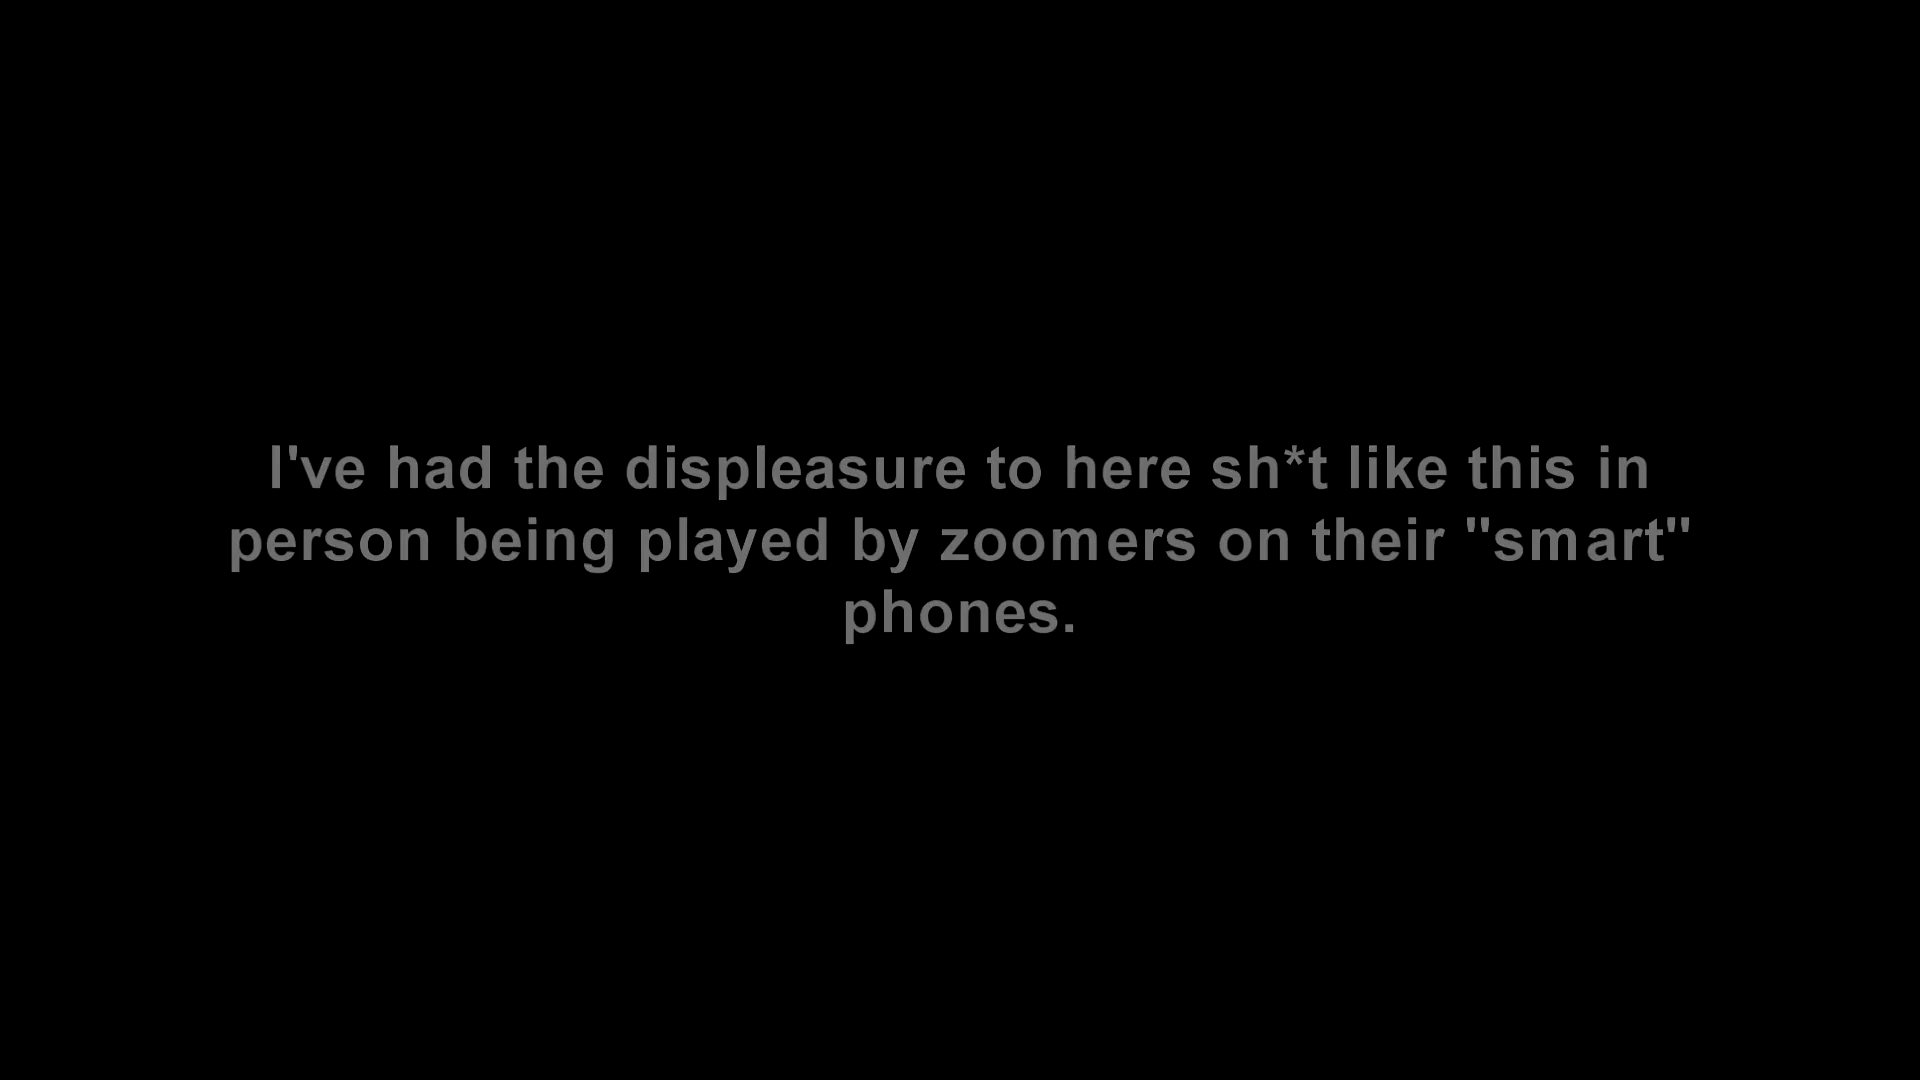 I've had the displeasure to here sh*t like this in
person being played by zoomers on their "smart"
phones.